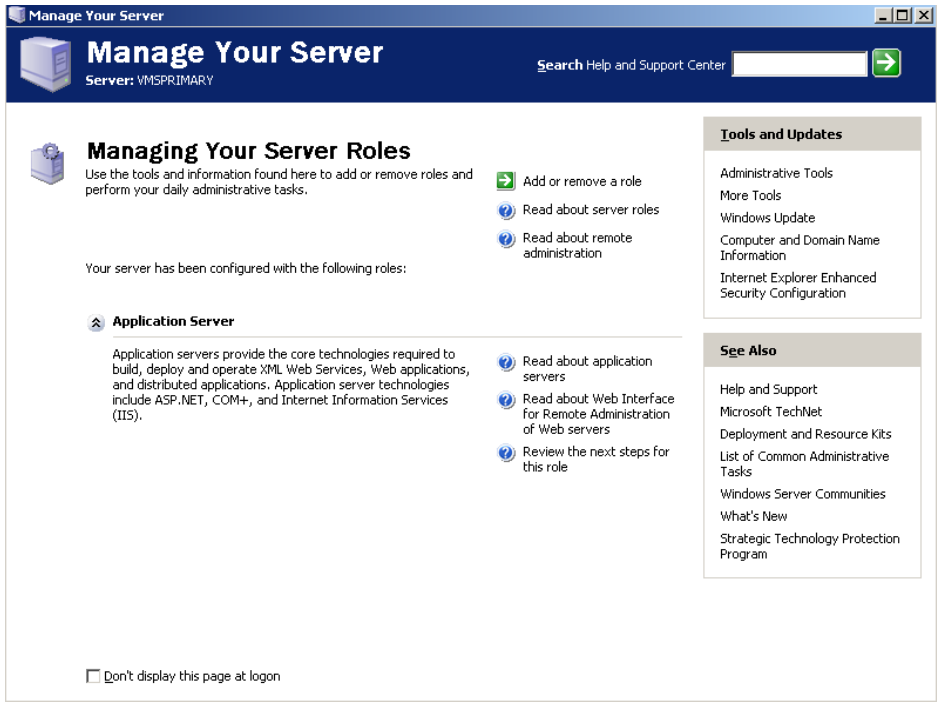 Manage Your Server
Manage Your Server
Server: VMSPRIMARY
Search Help and Support Center
Managing Your Server Roles
Use the tools and information found here to add or remove roles and
perform your daily administrative tasks.
Add or remove a role
Read about server roles
Read about remote
administration
Your server has been configured with the following roles:
Application Server
Application servers provide the core technologies required to
build, deploy and operate XML Web Services, Web applications,
and distributed applications. Application server technologies
include ASP.NET, COM+, and Internet Information Services
(IIS).
Read about application
servers
Read about Web Interface
for Remote Administration
of Web servers
Review the next steps for
this role
Tools and Updates
Administrative Tools
More Tools
Windows Update
Computer and Domain Name
Information
Internet Explorer Enhanced
Security Configuration
See Also
Help and Support
Microsoft TechNet
Deployment and Resource Kits
List of Common Administrative
Tasks
Windows Server Communities
What's New
Strategic Technology Protection
Program
Don't display this page at logon